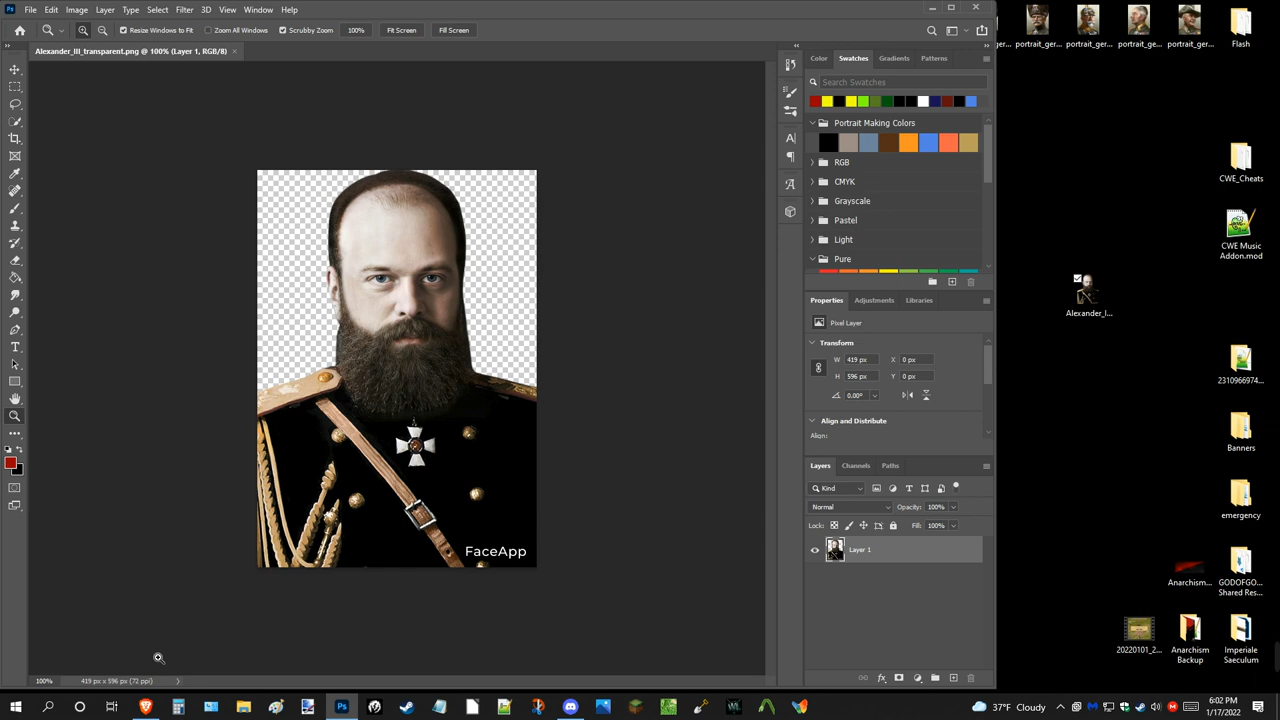 File Edit Image Layer Type Select Filter 3D View Window Help
Resize Windows to Fit Zoom All Windows Scrubby Zoom 100% Fit Screen Fill Screen
Alexander_III_transparent.png @ 100% (Layer 1, RGB/8)
Color Swatches Gradients Patterns
Search Swatches
Portrait Making Colors
RGB
CMYK
Grayscale
Pastel
Light
Pure
Properties Adjustments Libraries
Pixel Layer
Transform
W 419 px X 0 px
H 596 px Y 0 px
0.00°
Align and Distribute
Align:
Layers Channels Paths
Kind
Normal Opacity: 100%
Lock: Fill: 100%
Layer 1
FaceApp
100% 419 px x 596 px (72 ppi)
ger... portrait_ge... portrait_ge... portrait_ge... portrait_ge... Flash
CWE_Cheats
CWE Music
Addon.mod
Alexander_I...
2310966974...
Banners
emergency
Anarchism... GODOFGO...
Shared Res...
20220101_2... Anarchism
Backup
Imperiale
Saeculum
37°F Cloudy
6:02 PM
1/17/2022